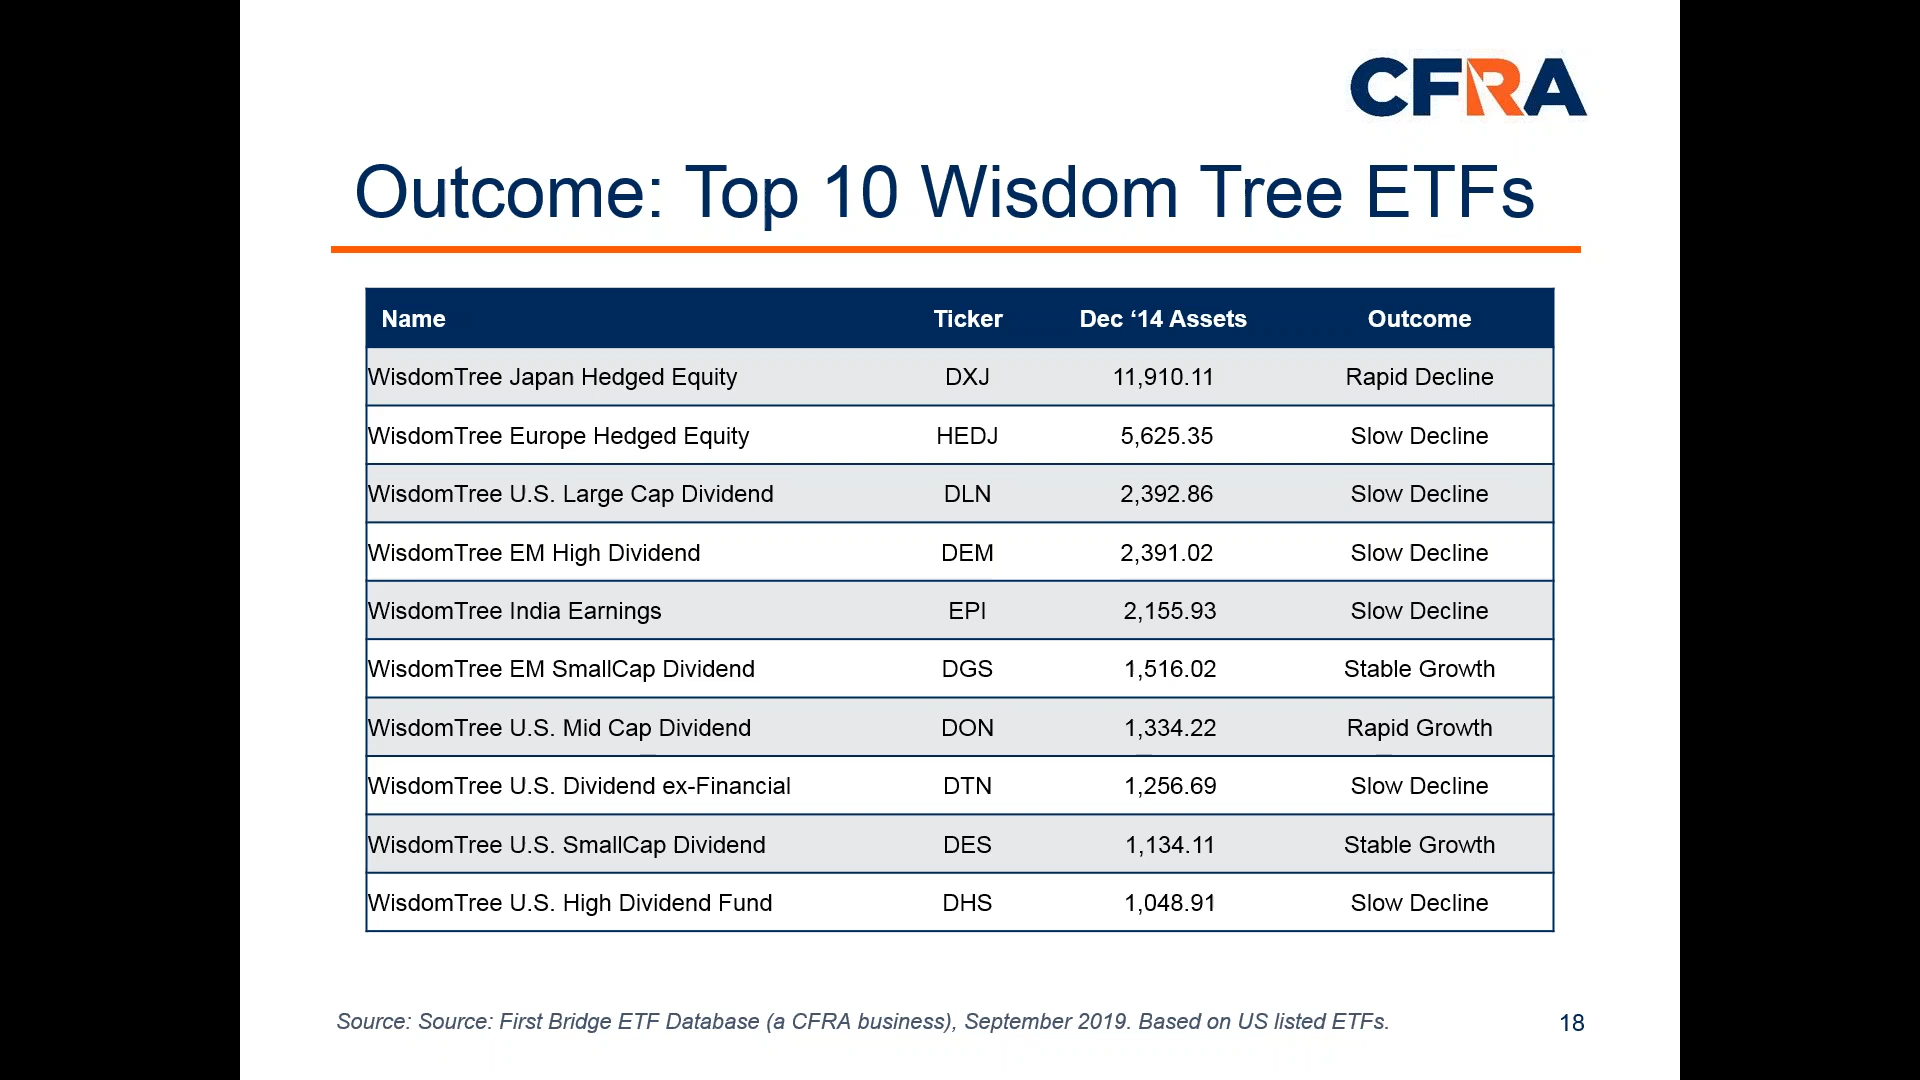 CFRA
Outcome: Top 10 Wisdom Tree ETFs
Name Ticker Dec ‘14 Assets Outcome
WisdomTree Japan Hedged Equity DXJ 11,910.11 Rapid Decline
WisdomTree Europe Hedged Equity HEDJ 5,625.35 Slow Decline
WisdomTree U.S. Large Cap Dividend DLN 2,392.86 Slow Decline
WisdomTree EM High Dividend DEM 2,391.02 Slow Decline
WisdomTree India Earnings EPI 2,155.93 Slow Decline
WisdomTree EM SmallCap Dividend DGS 1,516.02 Stable Growth
WisdomTree U.S. Mid Cap Dividend DON 1,334.22 Rapid Growth
WisdomTree U.S. Dividend ex-Financial DTN 1,256.69 Slow Decline
WisdomTree U.S. SmallCap Dividend DES 1,134.11 Stable Growth
WisdomTree U.S. High Dividend Fund DHS 1,048.91 Slow Decline
Source: Source: First Bridge ETF Database (a CFRA business), September 2019. Based on US listed ETFs.
18